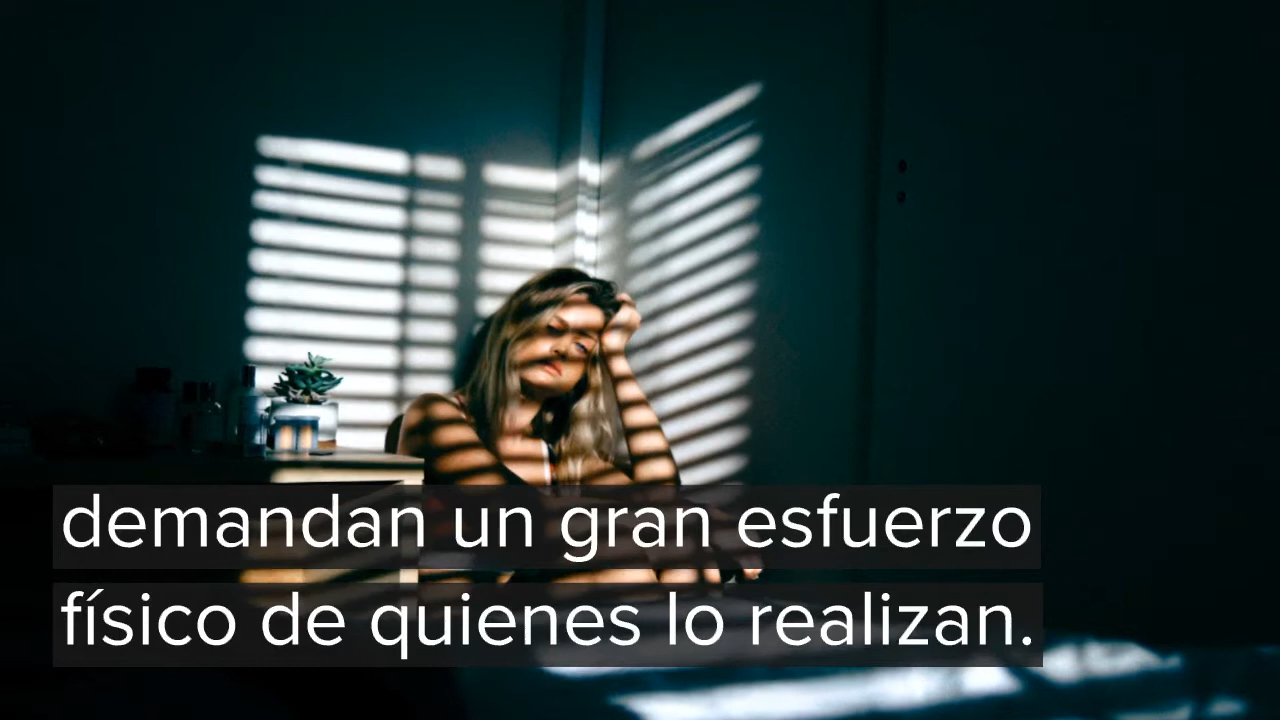 demandan un gran esfuerzo
físico de quienes lo realizan.